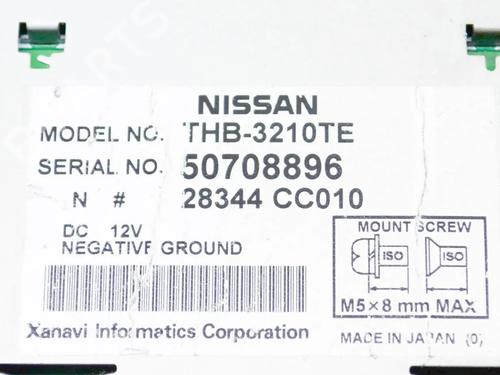 NISSAN
MODEL NO. THB-3210TE
SERIAL NO. 50708896
N # 28344 CC010
DC 12V
NEGATIVE GROUND
MOUNT SCREW
ISO ISO
M5×8 mm MAX
Xanavi Informatics Corporation
MADE IN JAPAN (0)